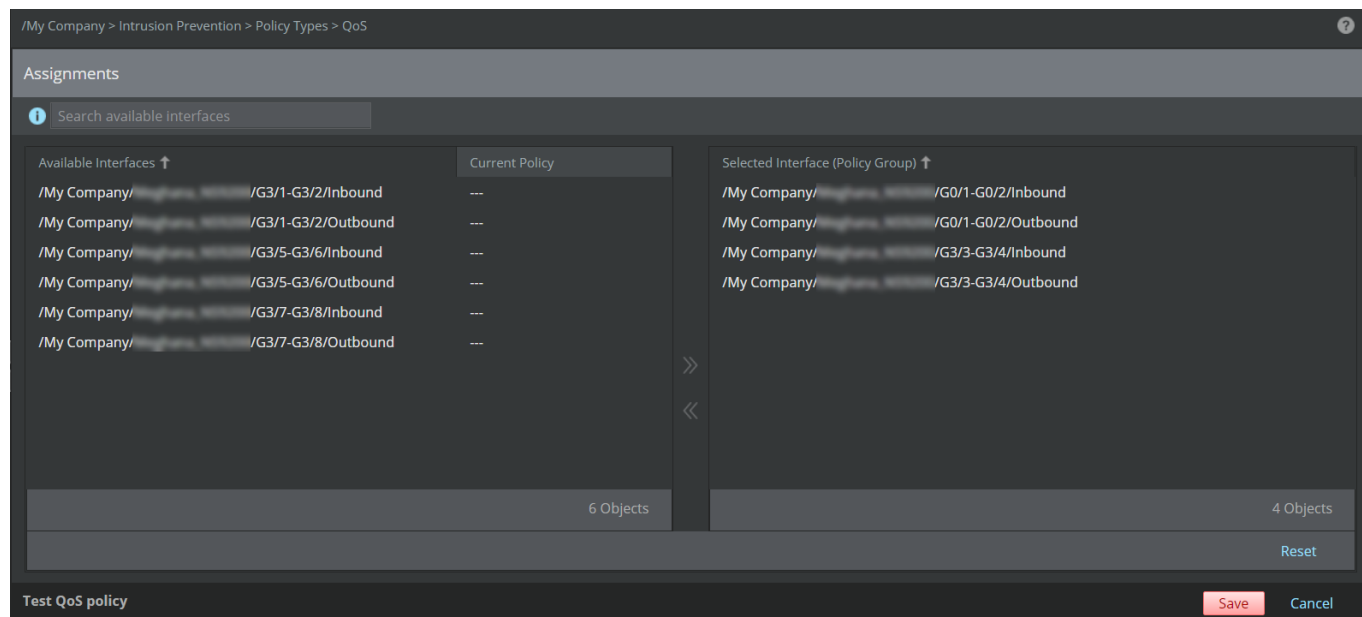 /My Company > Intrusion Prevention > Policy Types > QoS
Assignments
Search available interfaces
Available Interfaces Current Policy
/My Company/ /G3/1-G3/2/Inbound ---
/My Company/ /G3/1-G3/2/Outbound ---
/My Company/ /G3/5-G3/6/Inbound ---
/My Company/ /G3/5-G3/6/Outbound ---
/My Company/ /G3/7-G3/8/Inbound ---
/My Company/ /G3/7-G3/8/Outbound ---
6 Objects
Selected Interface (Policy Group)
/My Company/ /G0/1-G0/2/Inbound
/My Company/ /G0/1-G0/2/Outbound
/My Company/ /G3/3-G3/4/Inbound
/My Company/ /G3/3-G3/4/Outbound
4 Objects
Reset
Test QoS policy
Save Cancel